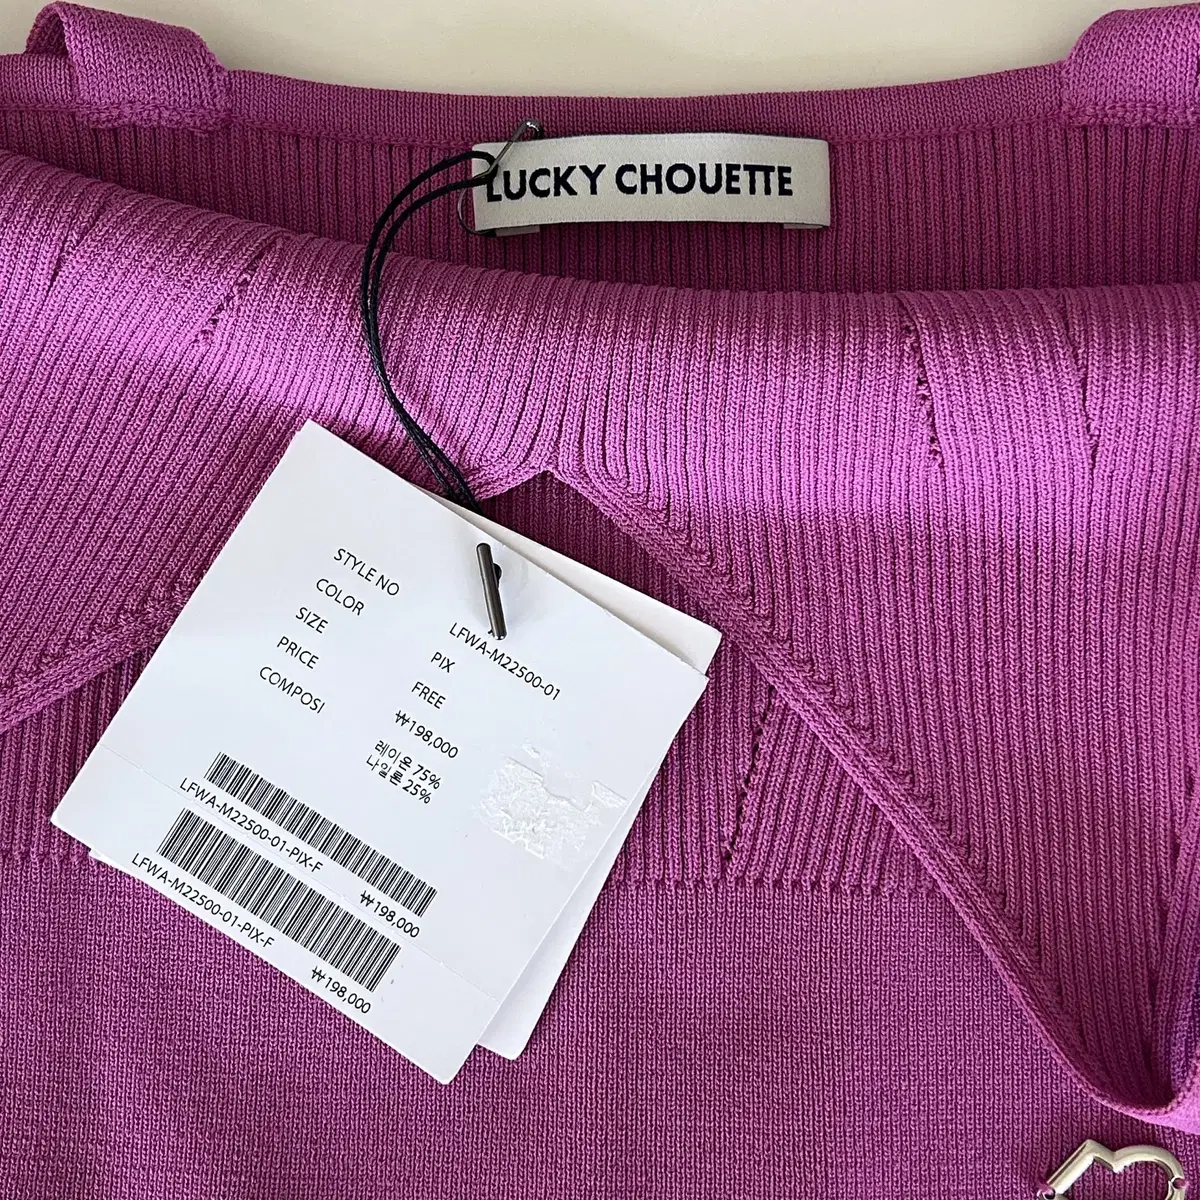 LUCKY CHOUETTE
STYLE NO LFWA-M22500-01
COLOR PIX
SIZE FREE
PRICE ₩198,000
COMPOSI 레이온 75%
나일론 25%
LFWA-M22500-01-PIX-F ₩198,000
LFWA-M22500-01-PIX-F ₩198,000